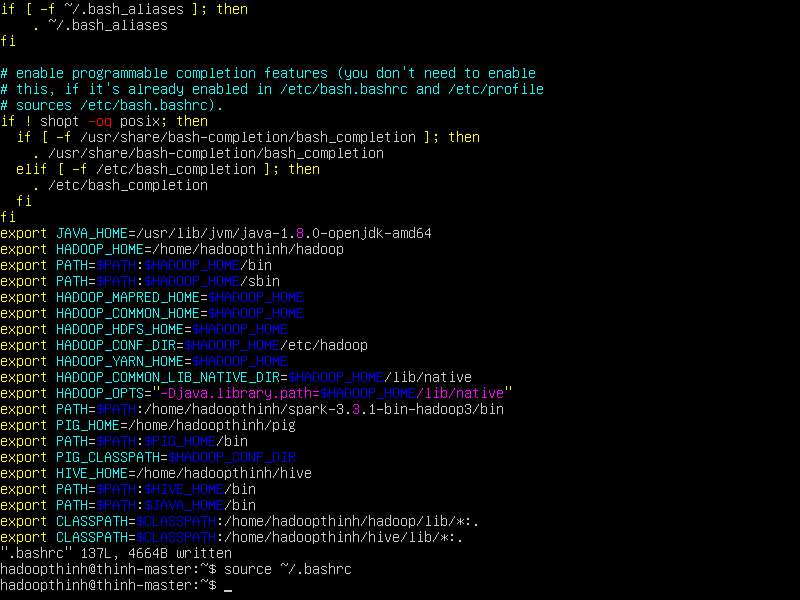 if [ -f ~/.bash_aliases ]; then
    . ~/.bash_aliases
fi

# enable programmable completion features (you don't need to enable
# this, if it's already enabled in /etc/bash.bashrc and /etc/profile
# sources /etc/bash.bashrc).
if ! shopt -oq posix; then
  if [ -f /usr/share/bash-completion/bash_completion ]; then
    . /usr/share/bash-completion/bash_completion
  elif [ -f /etc/bash_completion ]; then
    . /etc/bash_completion
  fi
fi
export JAVA_HOME=/usr/lib/jvm/java-1.8.0-openjdk-amd64
export HADOOP_HOME=/home/hadoopthinh/hadoop
export PATH=$PATH:$HADOOP_HOME/bin
export PATH=$PATH:$HADOOP_HOME/sbin
export HADOOP_MAPRED_HOME=$HADOOP_HOME
export HADOOP_COMMON_HOME=$HADOOP_HOME
export HADOOP_HDFS_HOME=$HADOOP_HOME
export HADOOP_CONF_DIR=$HADOOP_HOME/etc/hadoop
export HADOOP_YARN_HOME=$HADOOP_HOME
export HADOOP_COMMON_LIB_NATIVE_DIR=$HADOOP_HOME/lib/native
export HADOOP_OPTS="-Djava.library.path=$HADOOP_HOME/lib/native"
export PATH=$PATH:/home/hadoopthinh/spark-3.3.1-bin-hadoop3/bin
export PIG_HOME=/home/hadoopthinh/pig
export PATH=$PATH:$PIG_HOME/bin
export PIG_CLASSPATH=$HADOOP_CONF_DIR
export HIVE_HOME=/home/hadoopthinh/hive
export PATH=$PATH:$HIVE_HOME/bin
export PATH=$PATH:$JAVA_HOME/bin
export CLASSPATH=$CLASSPATH:/home/hadoopthinh/hadoop/lib/*:.
export CLASSPATH=$CLASSPATH:/home/hadoopthinh/hive/lib/*:.
".bashrc" 137L, 4664B written
hadoopthinh@thinh-master:~$ source ~/.bashrc
hadoopthinh@thinh-master:~$ _